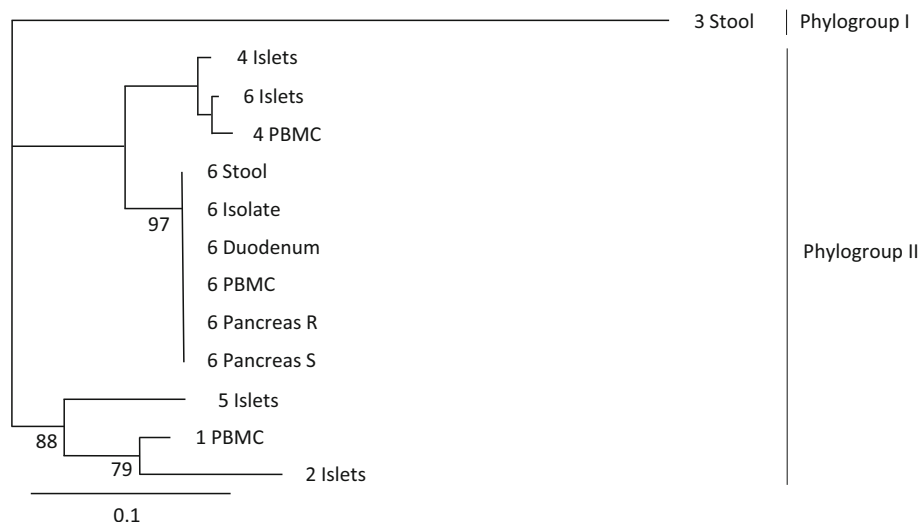 3 Stool
Phylogroup I
4 Islets
6 Islets
4 PBMC
6 Stool
6 Isolate
97
6 Duodenum
Phylogroup II
6 PBMC
6 Pancreas R
6 Pancreas S
5 Islets
1 PBMC
88
79
2 Islets
0.1